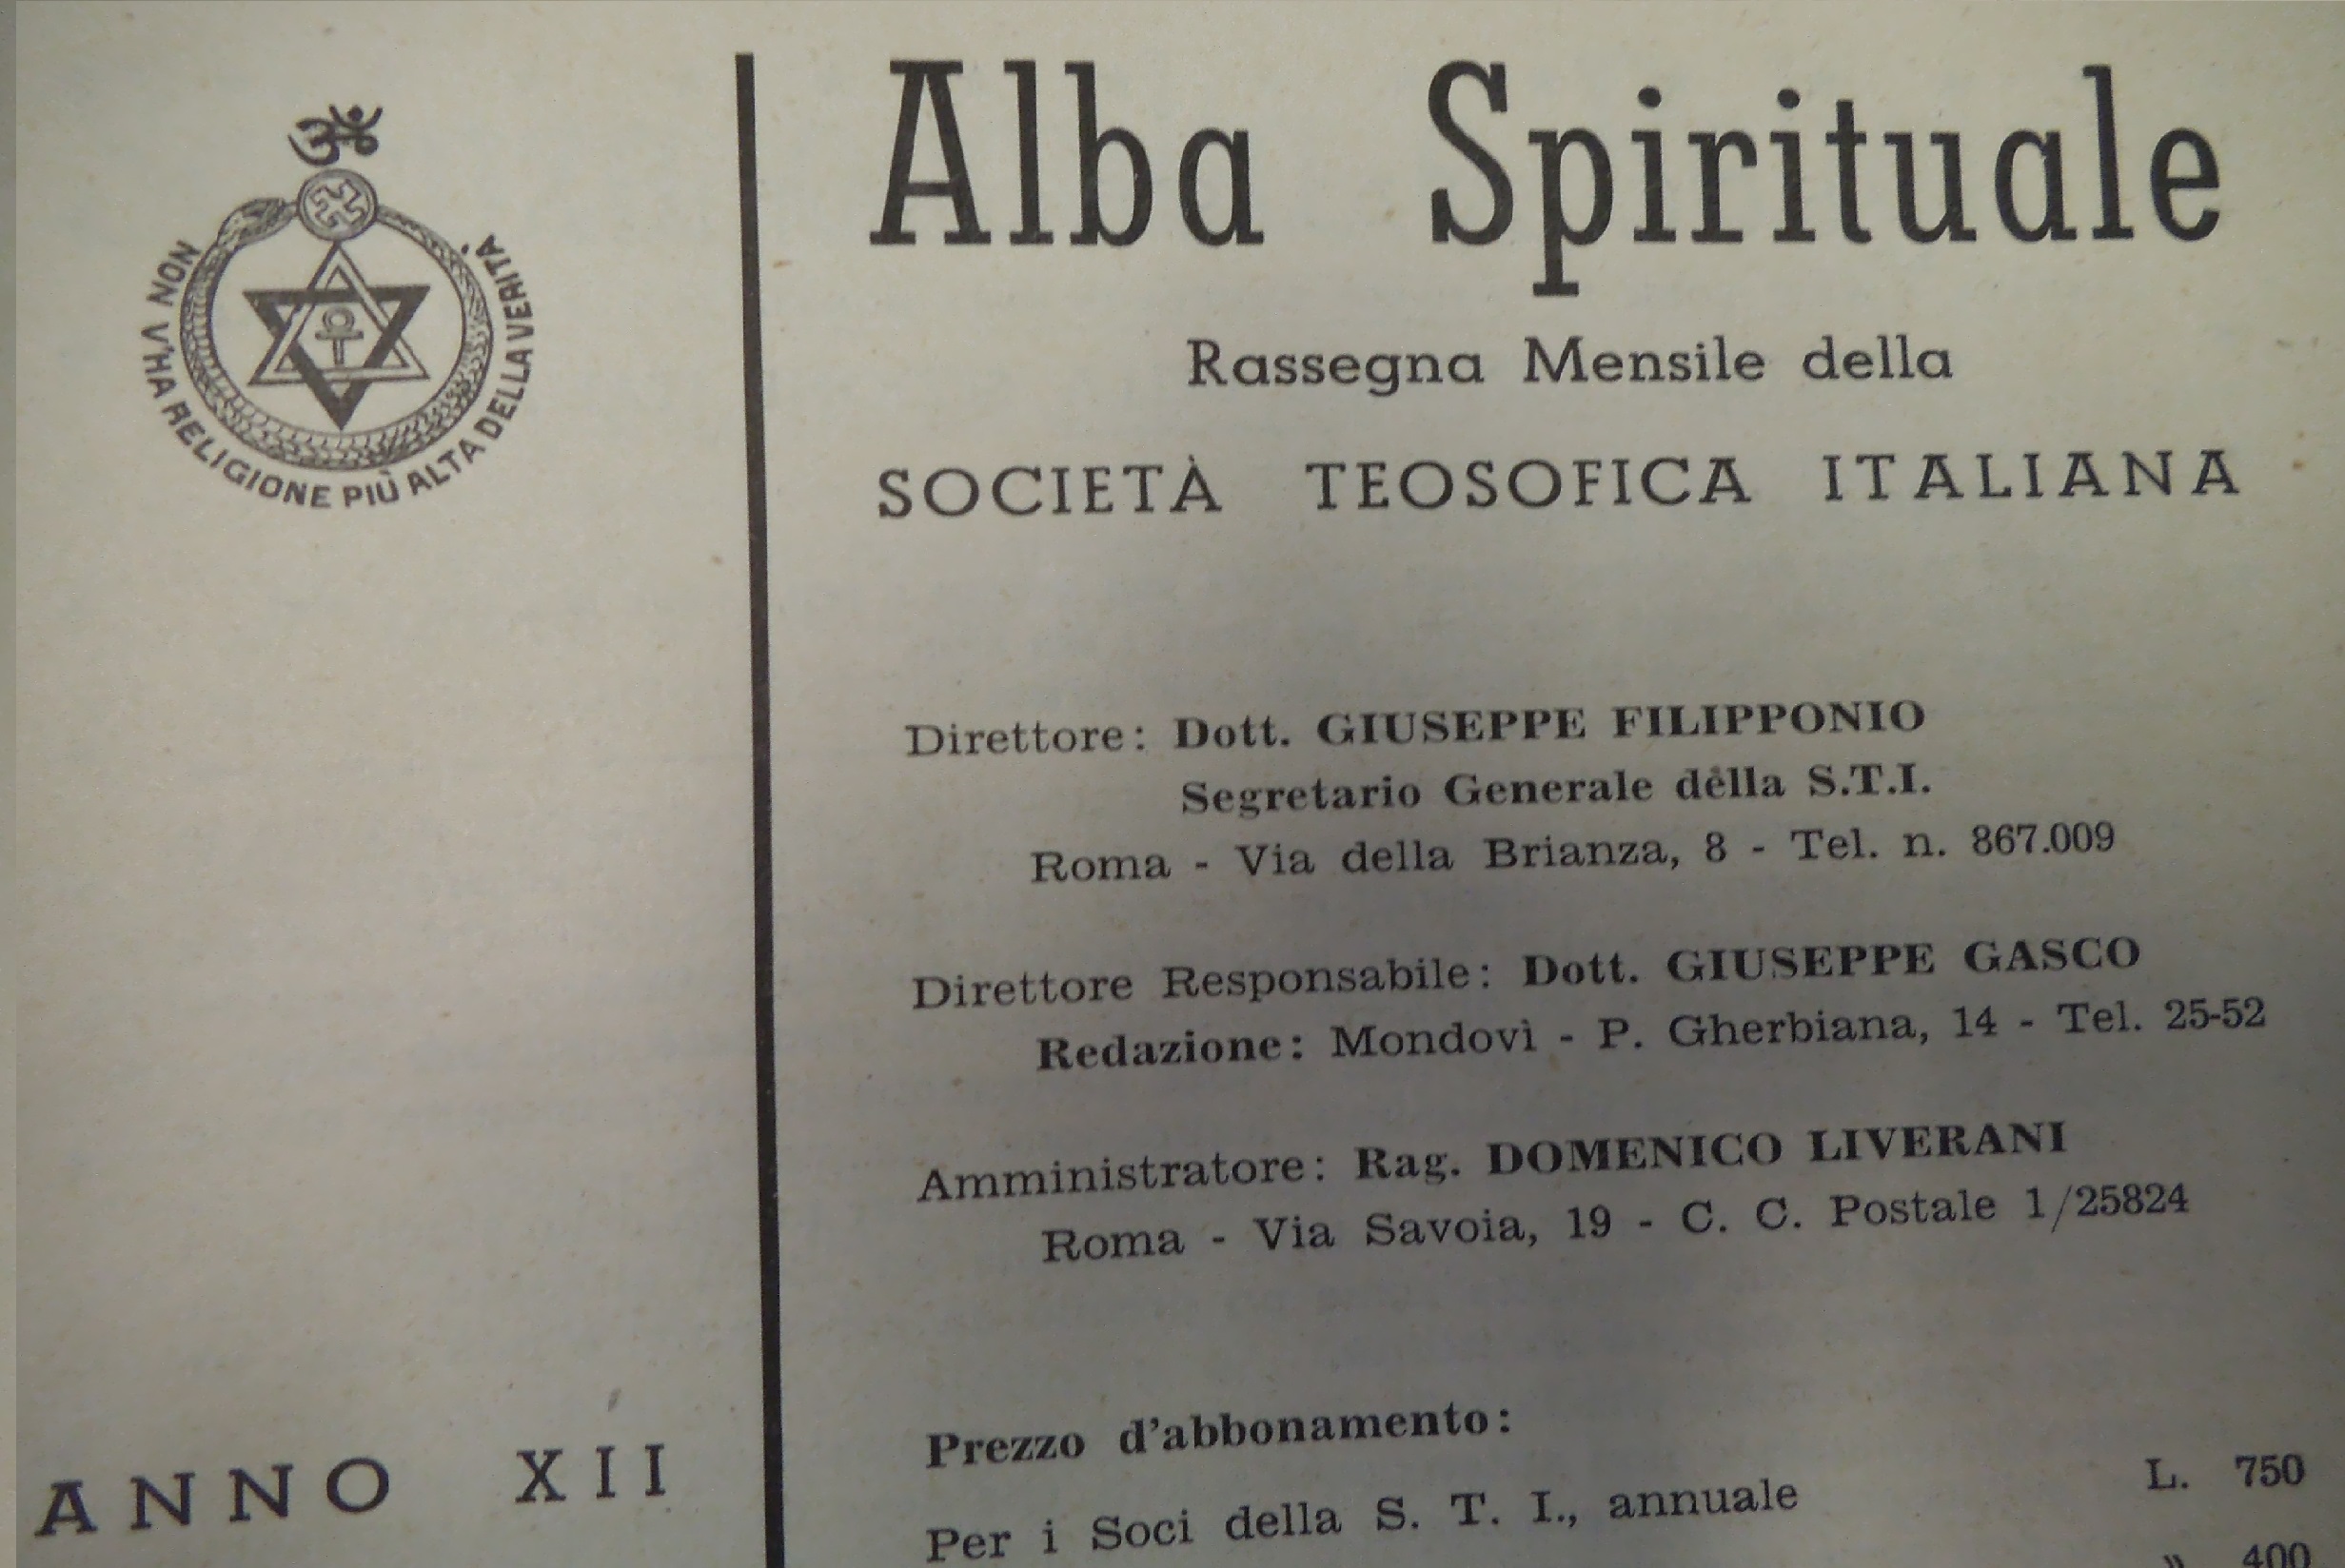 ॐ
NON V'HA RELIGIONE PIÙ ALTA DELLA VERITÀ
Alba Spirituale
Rassegna Mensile della
SOCIETÀ TEOSOFICA ITALIANA
Direttore: Dott. GIUSEPPE FILIPPONIO
Segretario Generale della S.T.I.
Roma - Via della Brianza, 8 - Tel. n. 867.009
Direttore Responsabile: Dott. GIUSEPPE GASCO
Redazione: Mondovì - P. Gherbiana, 14 - Tel. 25-52
Amministratore: Rag. DOMENICO LIVERANI
Roma - Via Savoia, 19 - C. C. Postale 1/25824
ANNO XII
Prezzo d'abbonamento:
Per i Soci della S. T. I., annuale L. 750
» 400